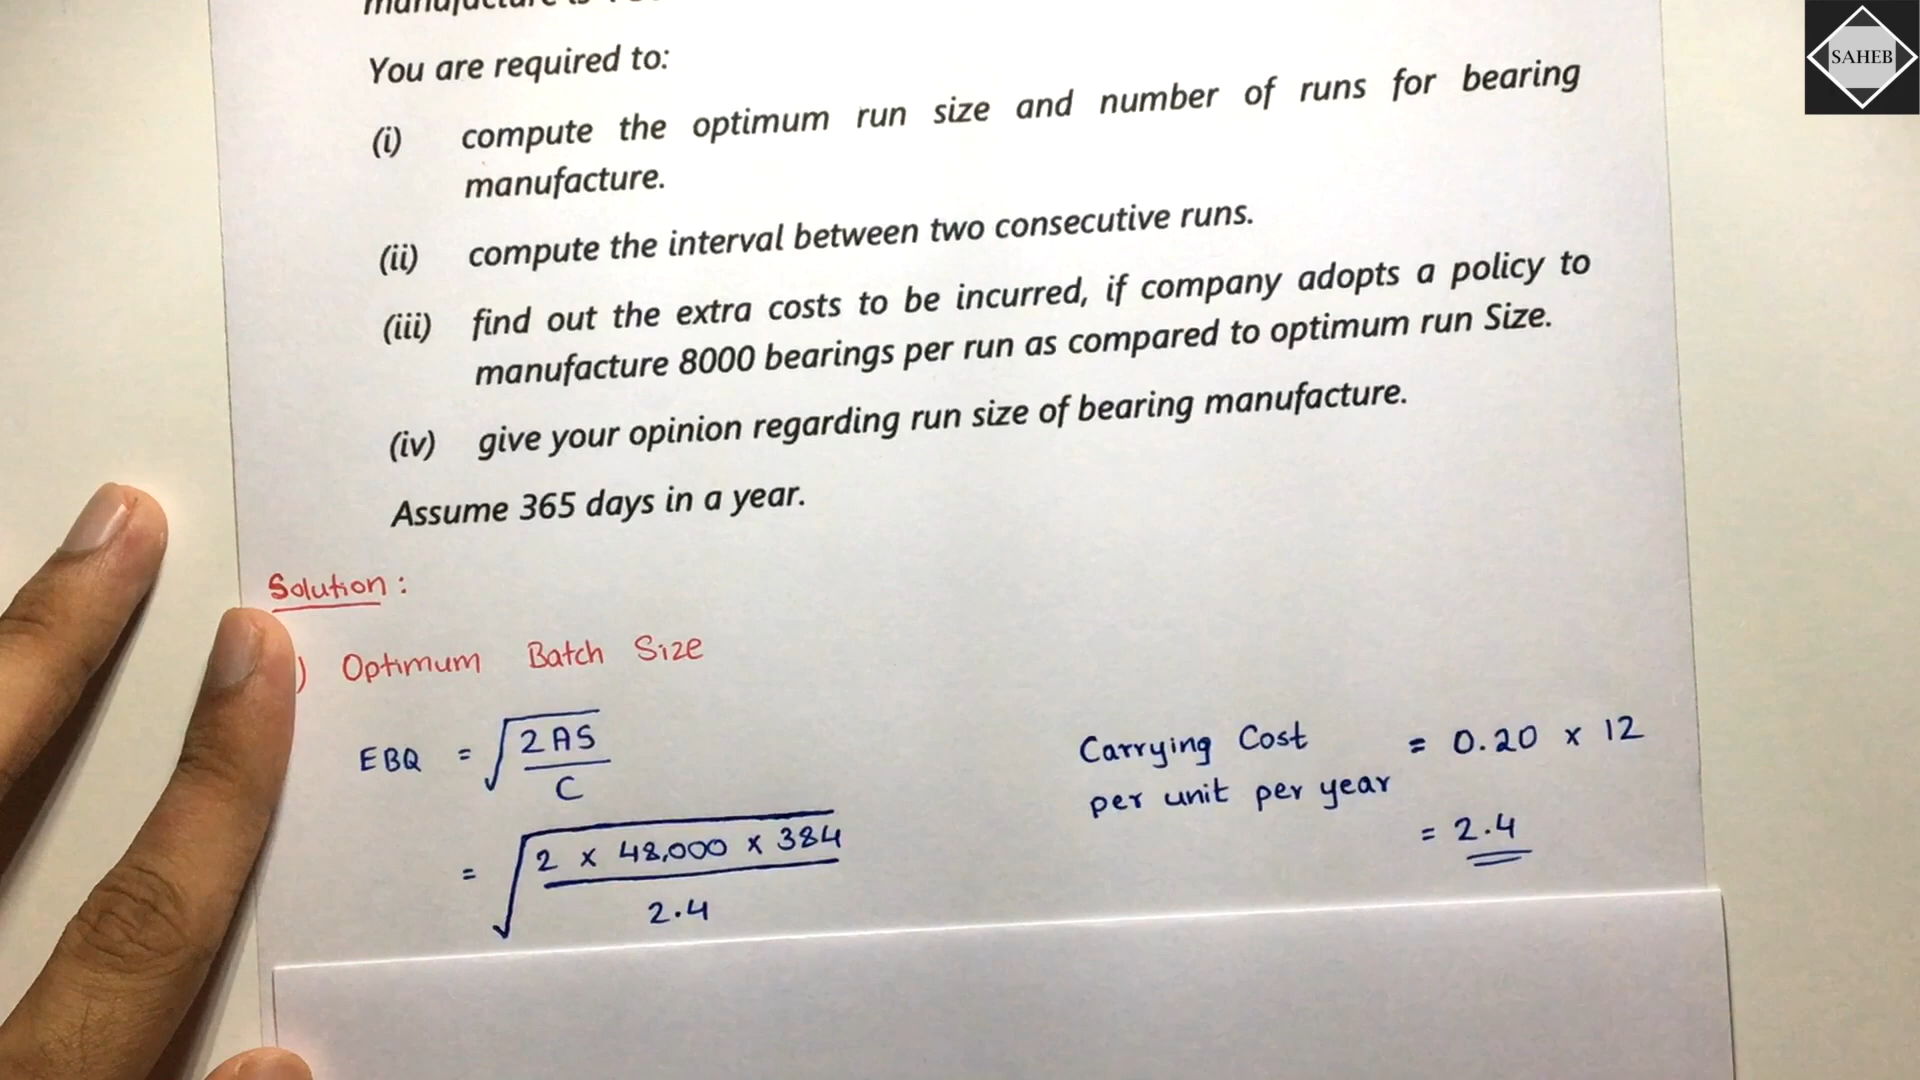 You are required to:
(i) compute the optimum run size and number of runs for bearing
manufacture.
(ii) compute the interval between two consecutive runs.
(iii) find out the extra costs to be incurred, if company adopts a policy to
manufacture 8000 bearings per run as compared to optimum run Size.
(iv) give your opinion regarding run size of bearing manufacture.
Assume 365 days in a year.
Solution :
) Optimum Batch Size
EBQ = √2AS
C
= √2 x 48,000 x 384
2.4
Carrying Cost = 0.20 x 12
per unit per year
= 2.4
SAHEB